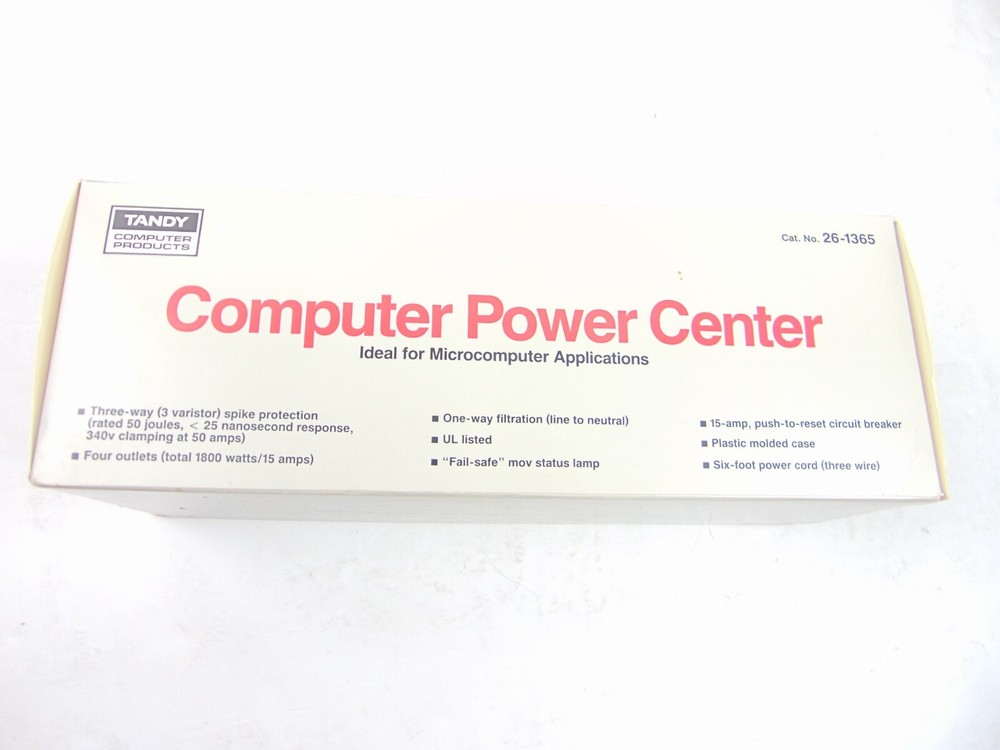 TANDY
COMPUTER
PRODUCTS
Cat. No. 26-1365
Computer Power Center
Ideal for Microcomputer Applications
■ Three-way (3 varistor) spike protection
(rated 50 joules, < 25 nanosecond response,
340v clamping at 50 amps)
■ Four outlets (total 1800 watts/15 amps)
■ One-way filtration (line to neutral)
■ UL listed
■ "Fail-safe" mov status lamp
■ 15-amp, push-to-reset circuit breaker
■ Plastic molded case
■ Six-foot power cord (three wire)